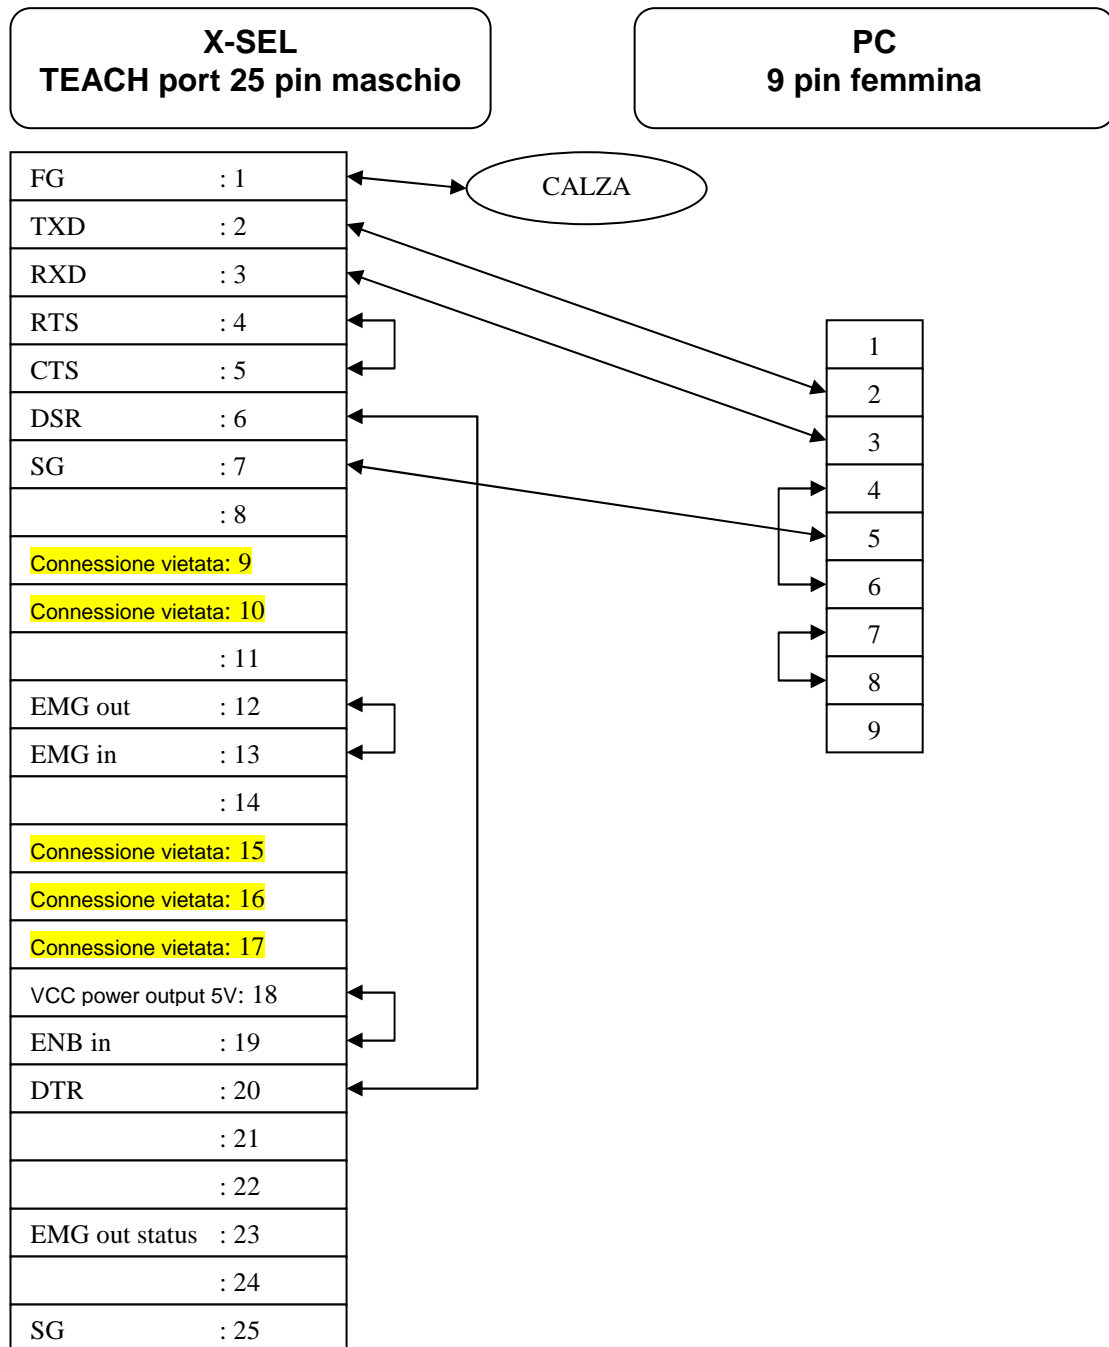 X-SEL
TEACH port 25 pin maschio
PC
9 pin femmina
FG : 1
CALZA
TXD : 2
RXD : 3
RTS : 4
CTS : 5
DSR : 6
SG : 7
: 8
Connessione vietata: 9
Connessione vietata: 10
: 11
EMG out : 12
EMG in : 13
: 14
Connessione vietata: 15
Connessione vietata: 16
Connessione vietata: 17
VCC power output 5V: 18
ENB in : 19
DTR : 20
: 21
: 22
EMG out status : 23
: 24
SG : 25
1
2
3
4
5
6
7
8
9